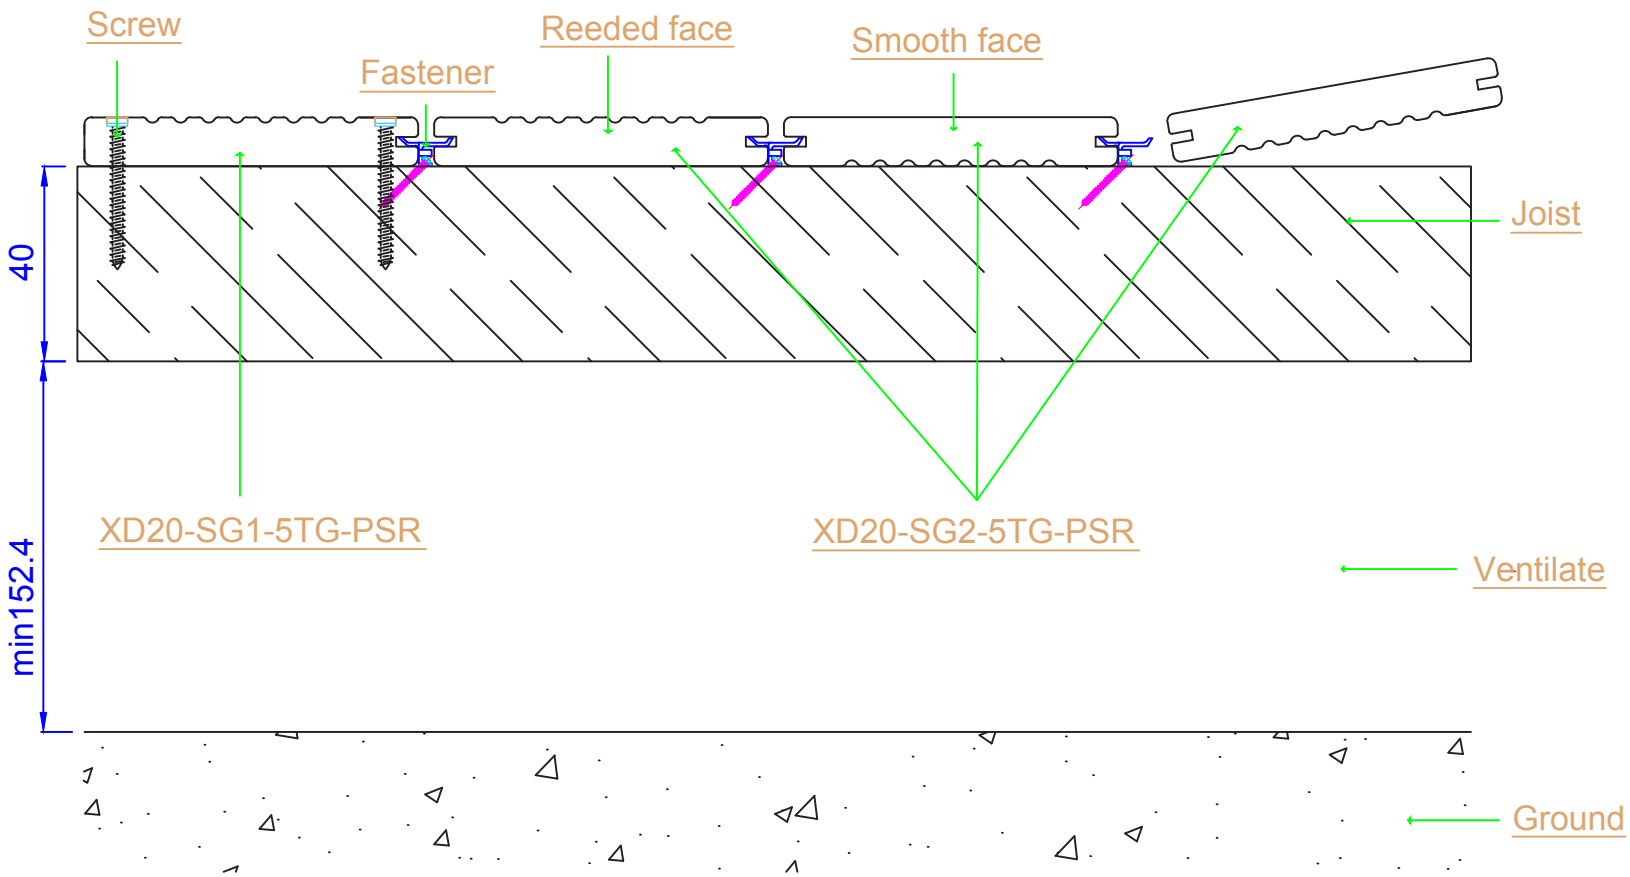 Screw
Reeded face
Smooth face
Fastener
Joist
40
XD20-SG1-5TG-PSR
XD20-SG2-5TG-PSR
min152.4
Ventilate
Ground